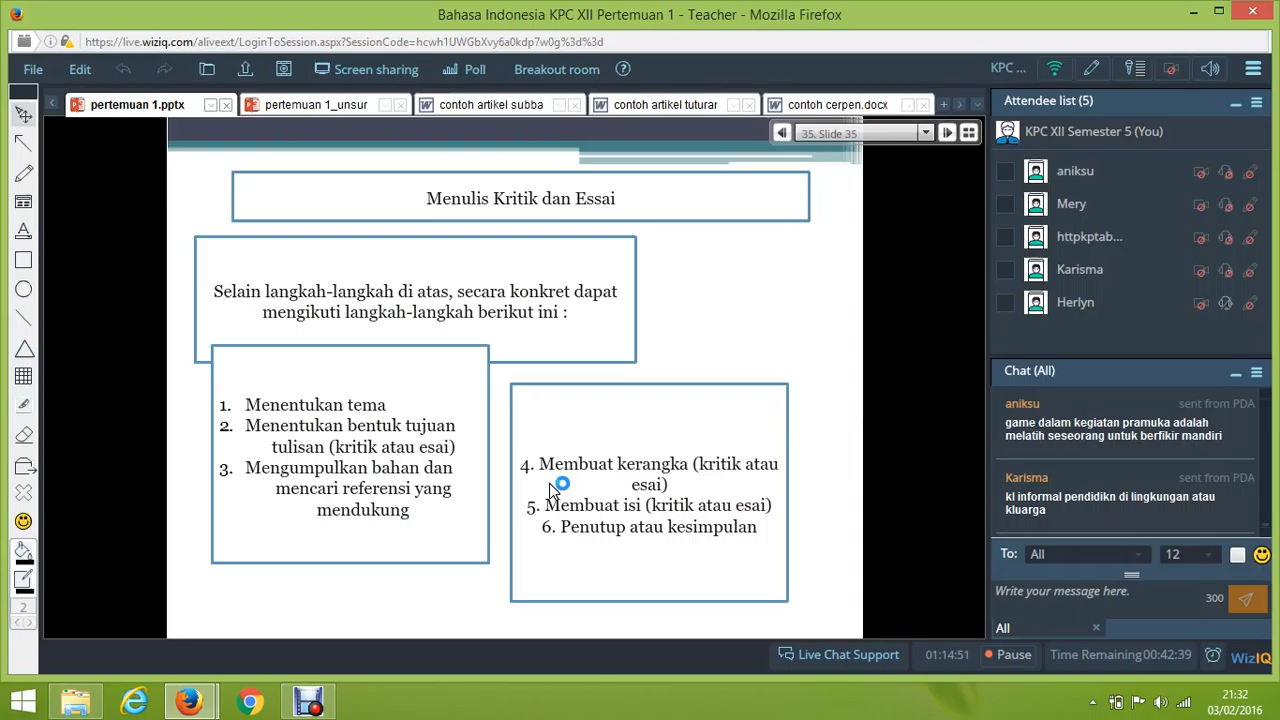 Bahasa Indonesia KPC XII Pertemuan 1 - Teacher - Mozilla Firefox
https://live.wiziq.com/aliveext/LoginToSession.aspx?SessionCode=hcwh1UWGbXvy6a0kdp7w0g%3d%3d
File Edit Screen sharing Poll Breakout room KPC ...
pertemuan 1.pptx pertemuan 1_unsur contoh artikel subba contoh artikel tuturar contoh cerpen.docx
35. Slide 35
Menulis Kritik dan Essai
Selain langkah-langkah di atas, secara konkret dapat
mengikuti langkah-langkah berikut ini :
1. Menentukan tema
2. Menentukan bentuk tujuan
tulisan (kritik atau esai)
3. Mengumpulkan bahan dan
mencari referensi yang
mendukung
4. Membuat kerangka (kritik atau
esai)
5. Membuat isi (kritik atau esai)
6. Penutup atau kesimpulan
2
Attendee list (5)
KPC XII Semester 5 (You)
aniksu
Mery
httpkptab...
Karisma
Herlyn
Chat (All)
aniksu sent from PDA
game dalam kegiatan pramuka adalah
melatih seseorang untuk berfikir mandiri
Karisma sent from PDA
kl informal pendidikn di lingkungan atau
kluarga
To: All 12
Write your message here. 300
All
Live Chat Support 01:14:51 Pause Time Remaining 00:42:39 WizIQ
21:32
03/02/2016